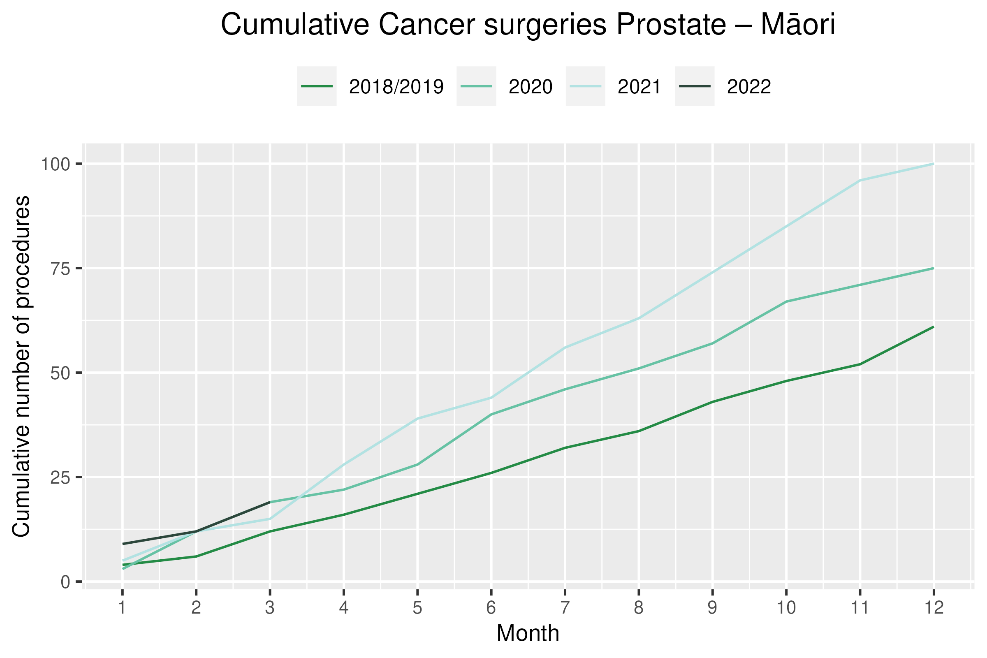 Cumulative Cancer surgeries Prostate – Māori
2018/2019 2020 2021 2022
Cumulative number of procedures
100
75
50
25
0
1 2 3 4 5 6 7 8 9 10 11 12
Month